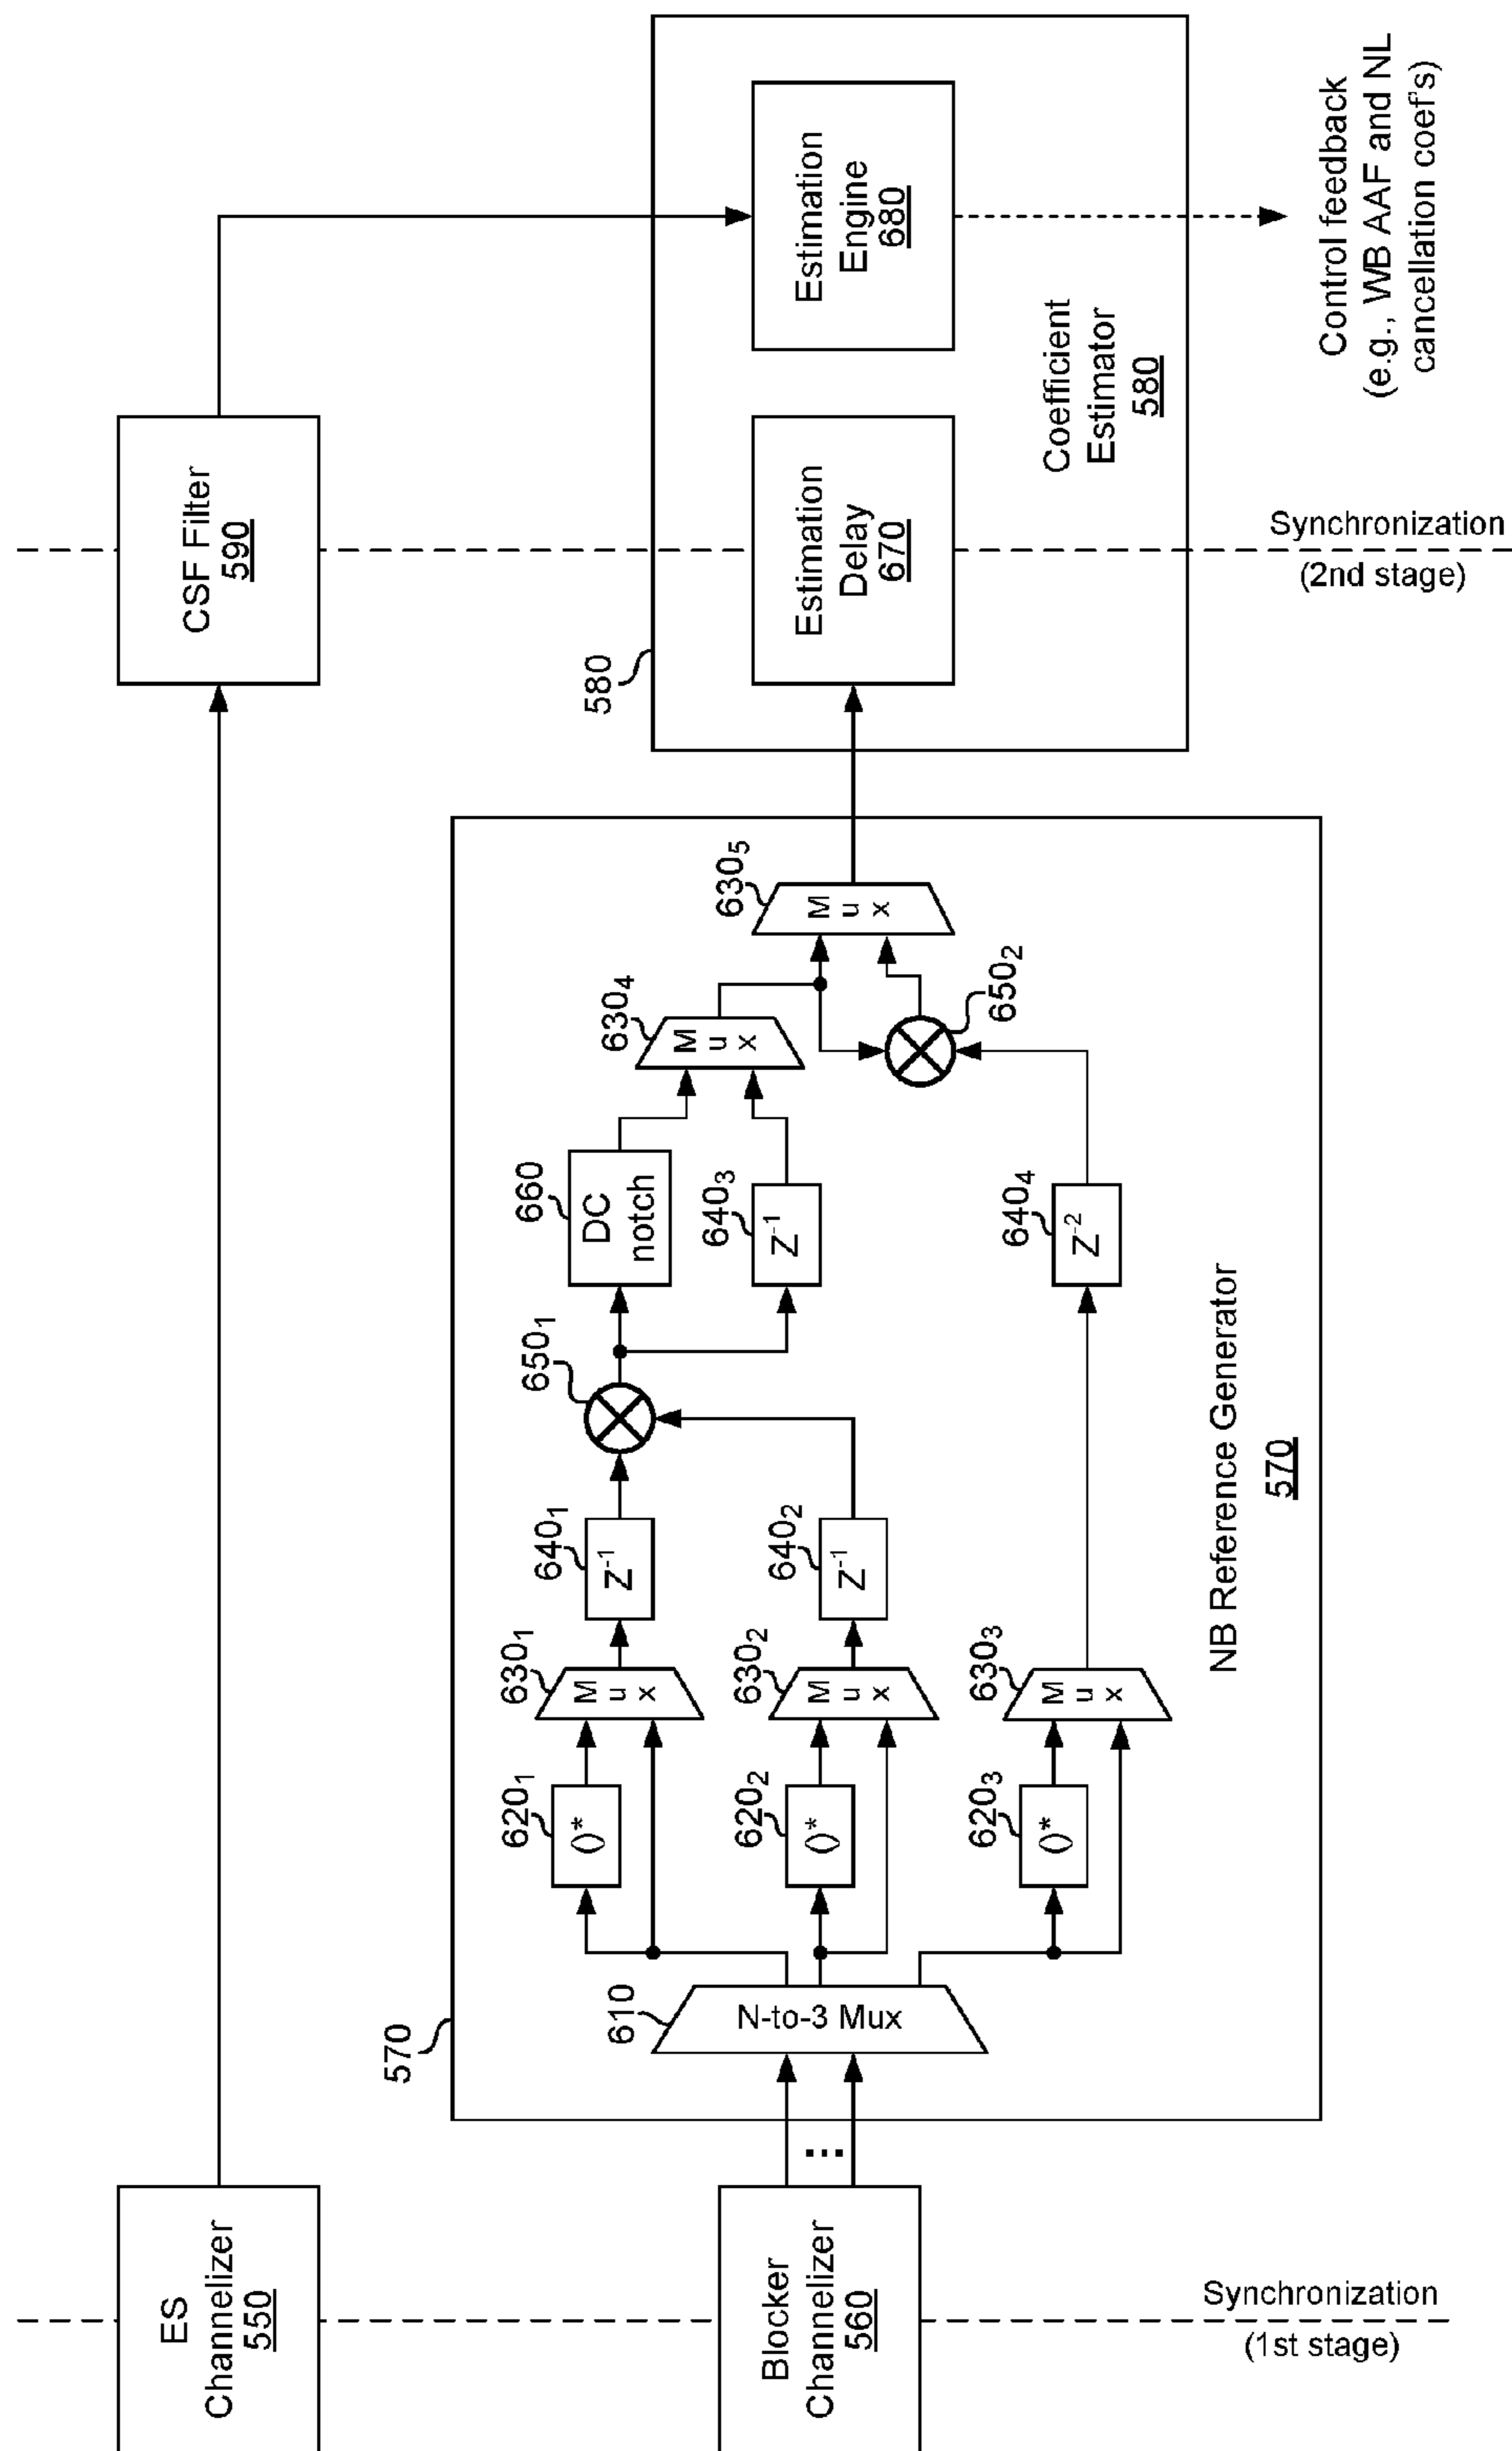 ES
Channelizer
550
CSF Filter
590
Blocker
Channelizer
560
...
570
610
N-to-3 Mux
620₁
()*
630₁
Mux
640₁
Z⁻¹
650₁
660
DC
notch
640₃
Z⁻¹
630₄
Mux
630₅
Mux
620₂
()*
630₂
Mux
640₂
Z⁻¹
650₂
620₃
()*
630₃
Mux
640₄
Z⁻²
NB Reference Generator
570
580
Estimation
Delay
670
Estimation
Engine
680
Coefficient
Estimator
580
Synchronization
(1st stage)
Synchronization
(2nd stage)
Control feedback
(e.g., WB AAF and NL
cancellation coef's)